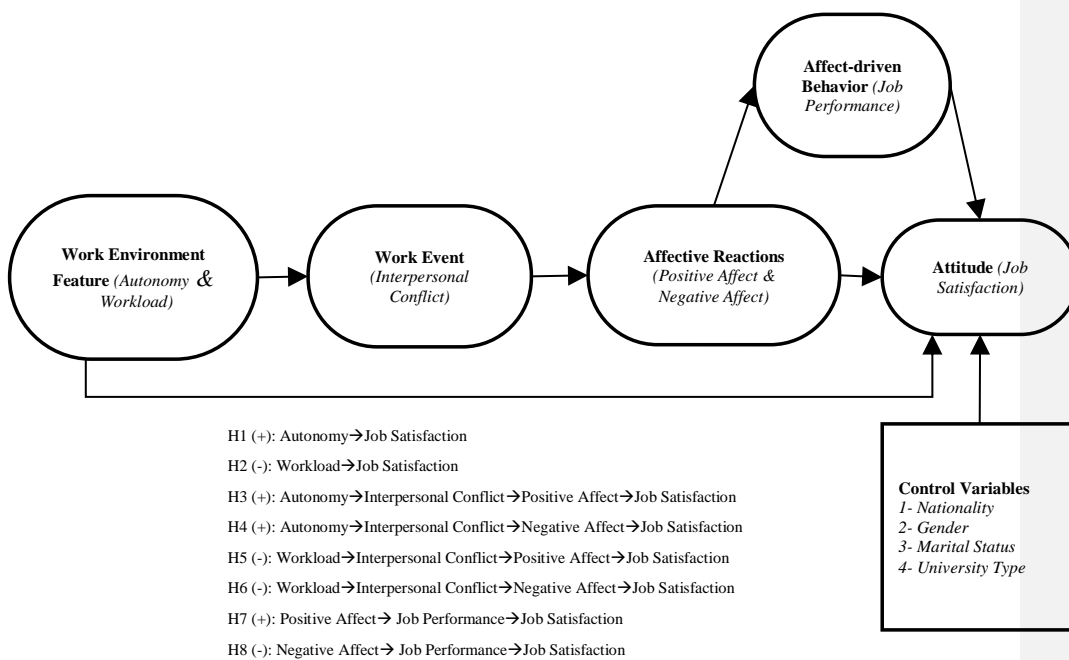 Affect-driven
Behavior (Job
Performance)
Work Environment
Feature (Autonomy &
Workload)
Work Event
(Interpersonal
Conflict)
Affective Reactions
(Positive Affect &
Negative Affect)
Attitude (Job
Satisfaction)
H1 (+): Autonomy→Job Satisfaction
H2 (-): Workload→Job Satisfaction
H3 (+): Autonomy→Interpersonal Conflict→Positive Affect→Job Satisfaction
H4 (+): Autonomy→Interpersonal Conflict→Negative Affect→Job Satisfaction
H5 (-): Workload→Interpersonal Conflict→Positive Affect→Job Satisfaction
H6 (-): Workload→Interpersonal Conflict→Negative Affect→Job Satisfaction
H7 (+): Positive Affect→ Job Performance→Job Satisfaction
H8 (-): Negative Affect→ Job Performance→Job Satisfaction
Control Variables
1- Nationality
2- Gender
3- Marital Status
4- University Type